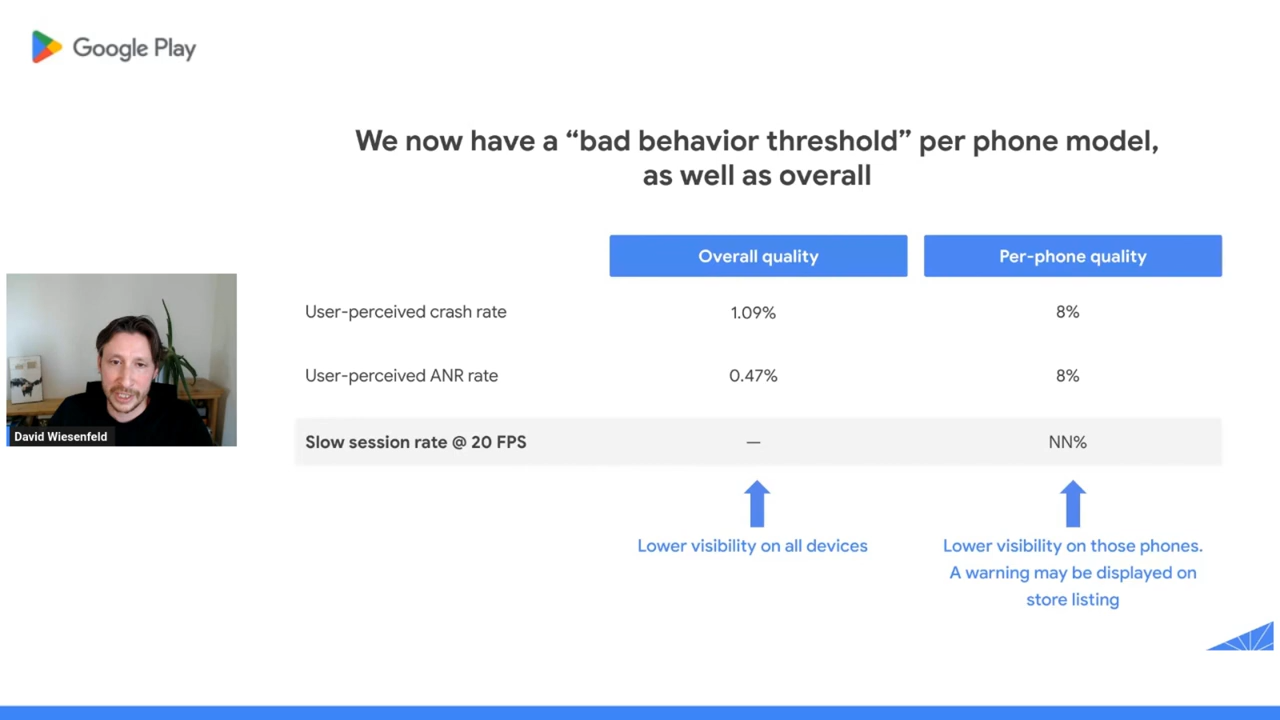 Google Play
We now have a “bad behavior threshold” per phone model,
as well as overall
Overall quality
Per-phone quality
User-perceived crash rate
1.09%
8%
User-perceived ANR rate
0.47%
8%
Slow session rate @ 20 FPS
—
NN%
Lower visibility on all devices
Lower visibility on those phones.
A warning may be displayed on
store listing
David Wiesenfeld